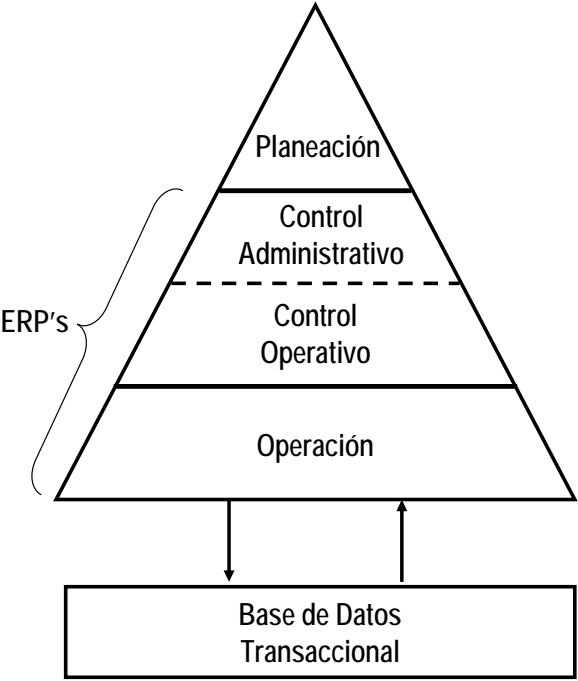 Planeación
Control
Administrativo
ERP's
Control
Operativo
Operación
Base de Datos
Transaccional